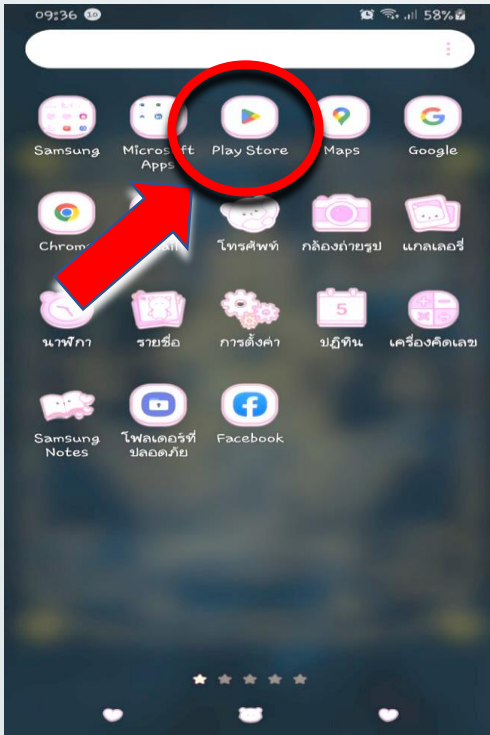 09:36 10
58%
Samsung
Microsoft
Apps
Play Store
Maps
Google
Chrome
โทรศัพท์
กล้องถ่ายรูป
แกลเลอรี่
นาฬิกา
รายชื่อ
การตั้งค่า
5
ปฏิทิน
เครื่องคิดเลข
Samsung
Notes
โฟลเดอร์ที่
ปลอดภัย
Facebook